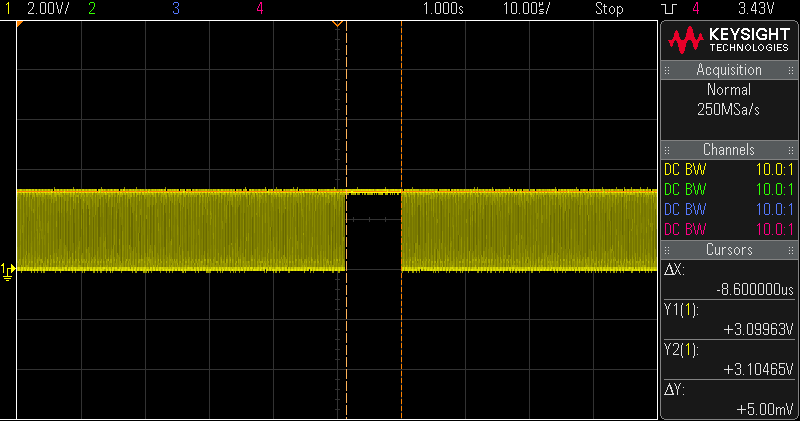 1 2.00V/ 2 3 4 1.000s 10.00us/ Stop 4 3.43V
KEYSIGHT
TECHNOLOGIES
Acquisition
Normal
250MSa/s
Channels
DC BW 10.0:1
DC BW 10.0:1
DC BW 10.0:1
DC BW 10.0:1
Cursors
ΔX:
-8.600000us
Y1(1):
+3.09963V
Y2(1):
+3.10465V
ΔY:
+5.00mV
1